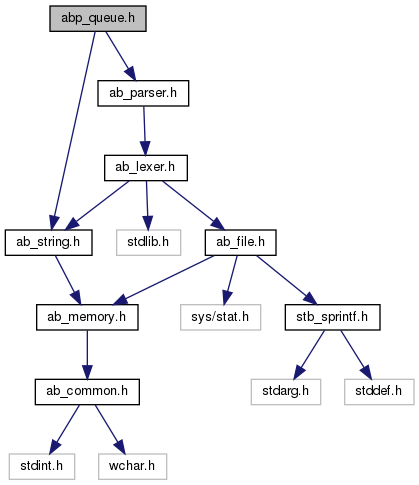 abp_queue.h
ab_parser.h
ab_lexer.h
ab_string.h
stdlib.h
ab_file.h
ab_memory.h
sys/stat.h
stb_sprintf.h
ab_common.h
stdarg.h
stddef.h
stdint.h
wchar.h